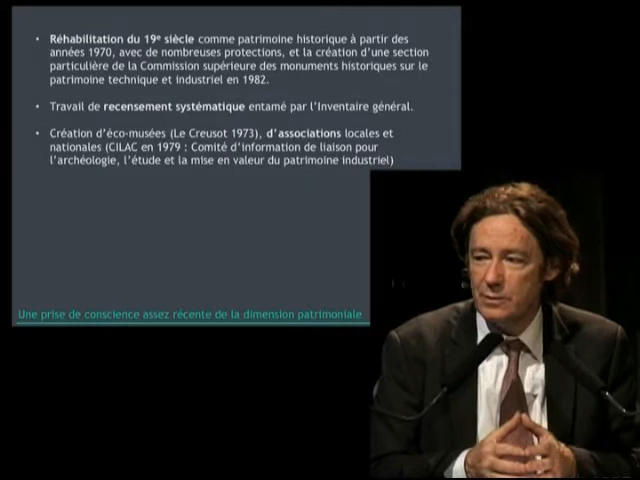 • Réhabilitation du 19e siècle comme patrimoine historique à partir des
années 1970, avec de nombreuses protections, et la création d'une section
particulière de la Commission supérieure des monuments historiques sur le
patrimoine technique et industriel en 1982.
• Travail de recensement systématique entamé par l'Inventaire général.
• Création d'éco-musées (Le Creusot 1973), d'associations locales et
nationales (CILAC en 1979 : Comité d'information de liaison pour
l'archéologie, l'étude et la mise en valeur du patrimoine industriel)
Une prise de conscience assez récente de la dimension patrimoniale